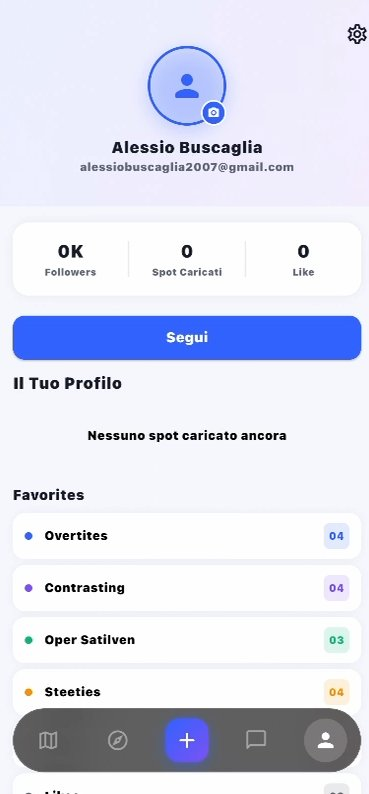 Alessio Buscaglia
alessiobuscaglia2007@gmail.com
0K
Followers
0
Spot Caricati
0
Like
Segui
Il Tuo Profilo
Nessuno spot caricato ancora
Favorites
Overtites 04
Contrasting 04
Oper Satilven 03
Steeties 04